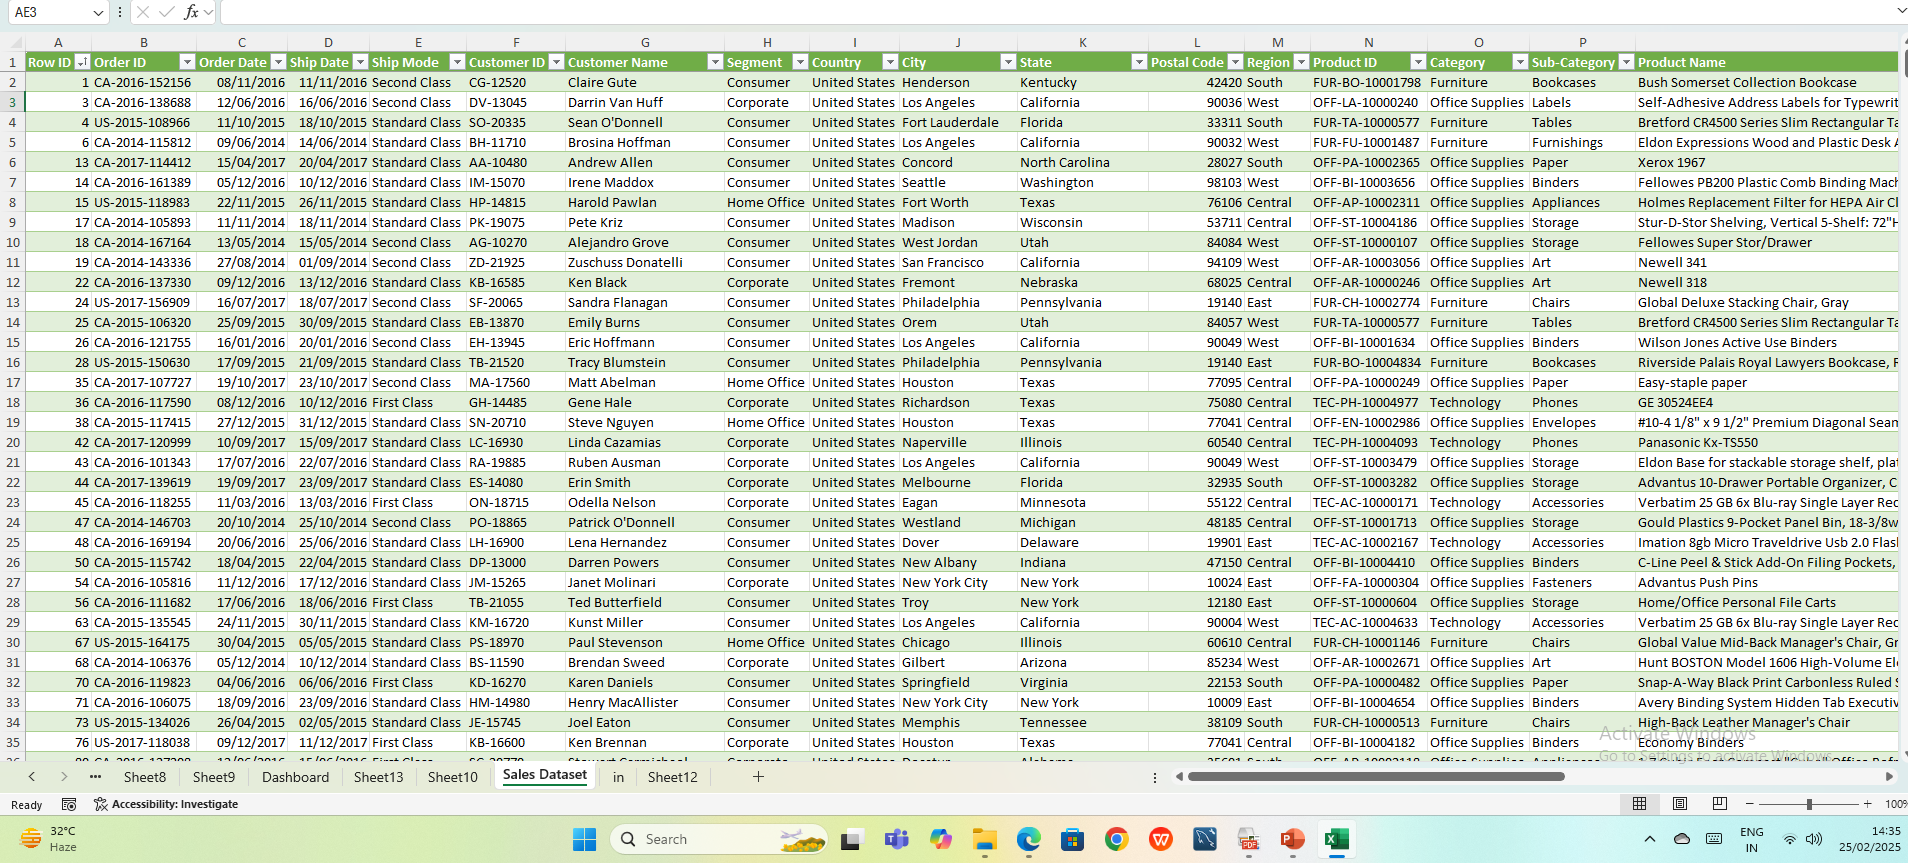 AE3 fx
A B C D E F G H I J K L M N O P
1 Row ID Order ID Order Date Ship Date Ship Mode Customer ID Customer Name Segment Country City State Postal Code Region Product ID Category Sub-Category Product Name
2 1 CA-2016-152156 08/11/2016 11/11/2016 Second Class CG-12520 Claire Gute Consumer United States Henderson Kentucky 42420 South FUR-BO-10001798 Furniture Bookcases Bush Somerset Collection Bookcase
3 3 CA-2016-138688 12/06/2016 16/06/2016 Second Class DV-13045 Darrin Van Huff Corporate United States Los Angeles California 90036 West OFF-LA-10000240 Office Supplies Labels Self-Adhesive Address Labels for Typewrit
4 4 US-2015-108966 11/10/2015 18/10/2015 Standard Class SO-20335 Sean O'Donnell Consumer United States Fort Lauderdale Florida 33311 South FUR-TA-10000577 Furniture Tables Bretford CR4500 Series Slim Rectangular Ta
5 6 CA-2014-115812 09/06/2014 14/06/2014 Standard Class BH-11710 Brosina Hoffman Consumer United States Los Angeles California 90032 West FUR-FU-10001487 Furniture Furnishings Eldon Expressions Wood and Plastic Desk A
6 13 CA-2017-114412 15/04/2017 20/04/2017 Standard Class AA-10480 Andrew Allen Consumer United States Concord North Carolina 28027 South OFF-PA-10002365 Office Supplies Paper Xerox 1967
7 14 CA-2016-161389 05/12/2016 10/12/2016 Standard Class IM-15070 Irene Maddox Consumer United States Seattle Washington 98103 West OFF-BI-10003656 Office Supplies Binders Fellowes PB200 Plastic Comb Binding Mach
8 15 US-2015-118983 22/11/2015 26/11/2015 Standard Class HP-14815 Harold Pawlan Home Office United States Fort Worth Texas 76106 Central OFF-AP-10002311 Office Supplies Appliances Holmes Replacement Filter for HEPA Air Cl
9 17 CA-2014-105893 11/11/2014 18/11/2014 Standard Class PK-19075 Pete Kriz Consumer United States Madison Wisconsin 53711 Central OFF-ST-10004186 Office Supplies Storage Stur-D-Stor Shelving, Vertical 5-Shelf: 72"H
10 18 CA-2014-167164 13/05/2014 15/05/2014 Second Class AG-10270 Alejandro Grove Consumer United States West Jordan Utah 84084 West OFF-ST-10000107 Office Supplies Storage Fellowes Super Stor/Drawer
11 19 CA-2014-143336 27/08/2014 01/09/2014 Second Class ZD-21925 Zuschuss Donatelli Consumer United States San Francisco California 94109 West OFF-AR-10003056 Office Supplies Art Newell 341
12 22 CA-2016-137330 09/12/2016 13/12/2016 Standard Class KB-16585 Ken Black Corporate United States Fremont Nebraska 68025 Central OFF-AR-10000246 Office Supplies Art Newell 318
13 24 US-2017-156909 16/07/2017 18/07/2017 Second Class SF-20065 Sandra Flanagan Consumer United States Philadelphia Pennsylvania 19140 East FUR-CH-10002774 Furniture Chairs Global Deluxe Stacking Chair, Gray
14 25 CA-2015-106320 25/09/2015 30/09/2015 Standard Class EB-13870 Emily Burns Consumer United States Orem Utah 84057 West FUR-TA-10000577 Furniture Tables Bretford CR4500 Series Slim Rectangular Ta
15 26 CA-2016-121755 16/01/2016 20/01/2016 Second Class EH-13945 Eric Hoffmann Consumer United States Los Angeles California 90049 West OFF-BI-10001634 Office Supplies Binders Wilson Jones Active Use Binders
16 28 US-2015-150630 17/09/2015 21/09/2015 Standard Class TB-21520 Tracy Blumstein Consumer United States Philadelphia Pennsylvania 19140 East FUR-BO-10004834 Furniture Bookcases Riverside Palais Royal Lawyers Bookcase, R
17 35 CA-2017-107727 19/10/2017 23/10/2017 Second Class MA-17560 Matt Abelman Home Office United States Houston Texas 77095 Central OFF-PA-10000249 Office Supplies Paper Easy-staple paper
18 36 CA-2016-117590 08/12/2016 10/12/2016 First Class GH-14485 Gene Hale Corporate United States Richardson Texas 75080 Central TEC-PH-10004977 Technology Phones GE 30524EE4
19 38 CA-2015-117415 27/12/2015 31/12/2015 Standard Class SN-20710 Steve Nguyen Home Office United States Houston Texas 77041 Central OFF-EN-10002986 Office Supplies Envelopes #10-4 1/8" x 9 1/2" Premium Diagonal Seam
20 42 CA-2017-120999 10/09/2017 15/09/2017 Standard Class LC-16930 Linda Cazamias Corporate United States Naperville Illinois 60540 Central TEC-PH-10004093 Technology Phones Panasonic Kx-TS550
21 43 CA-2016-101343 17/07/2016 22/07/2016 Standard Class RA-19885 Ruben Ausman Corporate United States Los Angeles California 90049 West OFF-ST-10003479 Office Supplies Storage Eldon Base for stackable storage shelf, plat
22 44 CA-2017-139619 19/09/2017 23/09/2017 Standard Class ES-14080 Erin Smith Corporate United States Melbourne Florida 32935 South OFF-ST-10003282 Office Supplies Storage Advantus 10-Drawer Portable Organizer, C
23 45 CA-2016-118255 11/03/2016 13/03/2016 First Class ON-18715 Odella Nelson Corporate United States Eagan Minnesota 55122 Central TEC-AC-10000171 Technology Accessories Verbatim 25 GB 6x Blu-ray Single Layer Rec
24 47 CA-2014-146703 20/10/2014 25/10/2014 Second Class PO-18865 Patrick O'Donnell Consumer United States Westland Michigan 48185 Central OFF-ST-10001713 Office Supplies Storage Gould Plastics 9-Pocket Panel Bin, 18-3/8w
25 48 CA-2016-169194 20/06/2016 25/06/2016 Standard Class LH-16900 Lena Hernandez Consumer United States Dover Delaware 19901 East TEC-AC-10002167 Technology Accessories Imation 8gb Micro Traveldrive Usb 2.0 Flas
26 50 CA-2015-115742 18/04/2015 22/04/2015 Standard Class DP-13000 Darren Powers Consumer United States New Albany Indiana 47150 Central OFF-BI-10004410 Office Supplies Binders C-Line Peel & Stick Add-On Filing Pockets,
27 54 CA-2016-105816 11/12/2016 17/12/2016 Standard Class JM-15265 Janet Molinari Corporate United States New York City New York 10024 East OFF-FA-10000304 Office Supplies Fasteners Advantus Push Pins
28 56 CA-2016-111682 17/06/2016 18/06/2016 First Class TB-21055 Ted Butterfield Consumer United States Troy New York 12180 East OFF-ST-10000604 Office Supplies Storage Home/Office Personal File Carts
29 63 CA-2015-135545 24/11/2015 30/11/2015 Standard Class KM-16720 Kunst Miller Consumer United States Los Angeles California 90004 West TEC-AC-10004633 Technology Accessories Verbatim 25 GB 6x Blu-ray Single Layer Rec
30 67 US-2015-164175 30/04/2015 05/05/2015 Standard Class PS-18970 Paul Stevenson Home Office United States Chicago Illinois 60610 Central FUR-CH-10001146 Furniture Chairs Global Value Mid-Back Manager's Chair, Gr
31 68 CA-2014-106376 05/12/2014 10/12/2014 Standard Class BS-11590 Brendan Sweed Corporate United States Gilbert Arizona 85234 West OFF-AR-10002671 Office Supplies Art Hunt BOSTON Model 1606 High-Volume Ele
32 70 CA-2016-119823 04/06/2016 06/06/2016 First Class KD-16270 Karen Daniels Consumer United States Springfield Virginia 22153 South OFF-PA-10000482 Office Supplies Paper Snap-A-Way Black Print Carbonless Ruled S
33 71 CA-2016-106075 18/09/2016 23/09/2016 Standard Class HM-14980 Henry MacAllister Consumer United States New York City New York 10009 East OFF-BI-10004654 Office Supplies Binders Avery Binding System Hidden Tab Executiv
34 73 US-2015-134026 26/04/2015 02/05/2015 Standard Class JE-15745 Joel Eaton Consumer United States Memphis Tennessee 38109 South FUR-CH-10000513 Furniture Chairs High-Back Leather Manager's Chair
35 76 US-2017-118038 09/12/2017 11/12/2017 First Class KB-16600 Ken Brennan Corporate United States Houston Texas 77041 Central OFF-BI-10004182 Office Supplies Binders Economy Binders
Activate Windows
Go to Settings to activate Windows.
Sheet8 Sheet9 Dashboard Sheet13 Sheet10 Sales Dataset in Sheet12
Ready Accessibility: Investigate 100%
32°C
Haze
Search
ENG
IN
14:35
25/02/2025